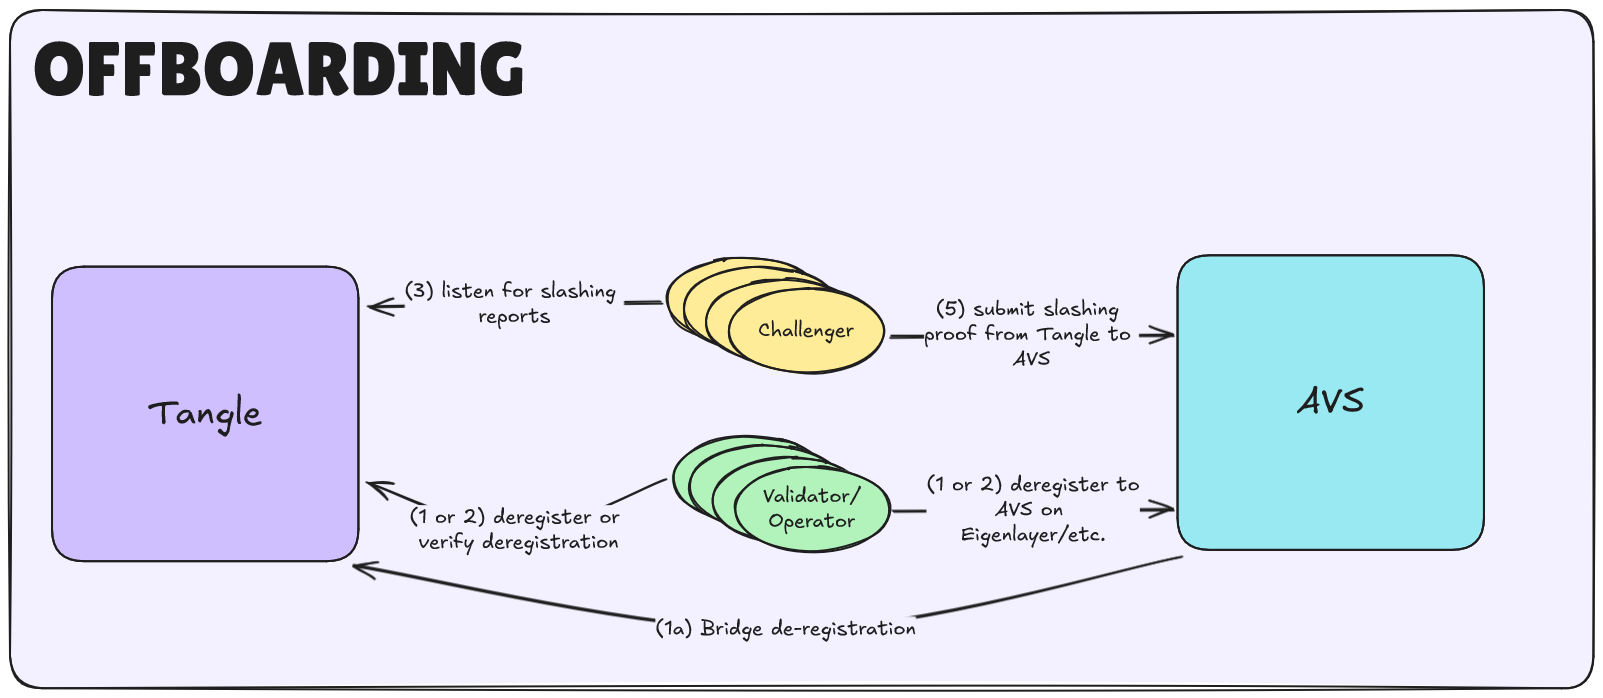 OFFBOARDING
Tangle
(3) listen for slashing
reports
Challenger
(5) submit slashing
proof from Tangle to
AVS
AVS
(1 or 2) deregister or
verify deregistration
Validator/
Operator
(1 or 2) deregister to
AVS on
Eigenlayer/etc.
(1a) Bridge de-registration